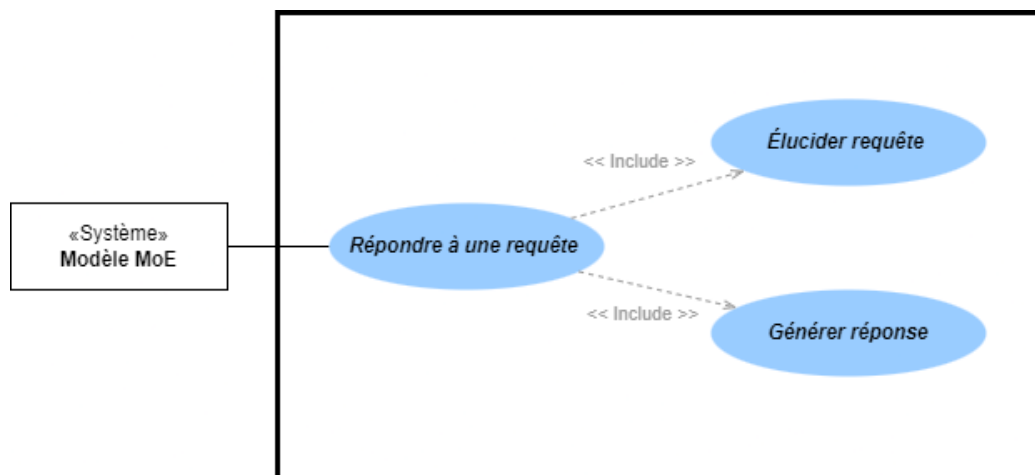 «Système»
Modèle MoE
Répondre à une requête
<< Include >>
Élucider requête
<< Include >>
Générer réponse